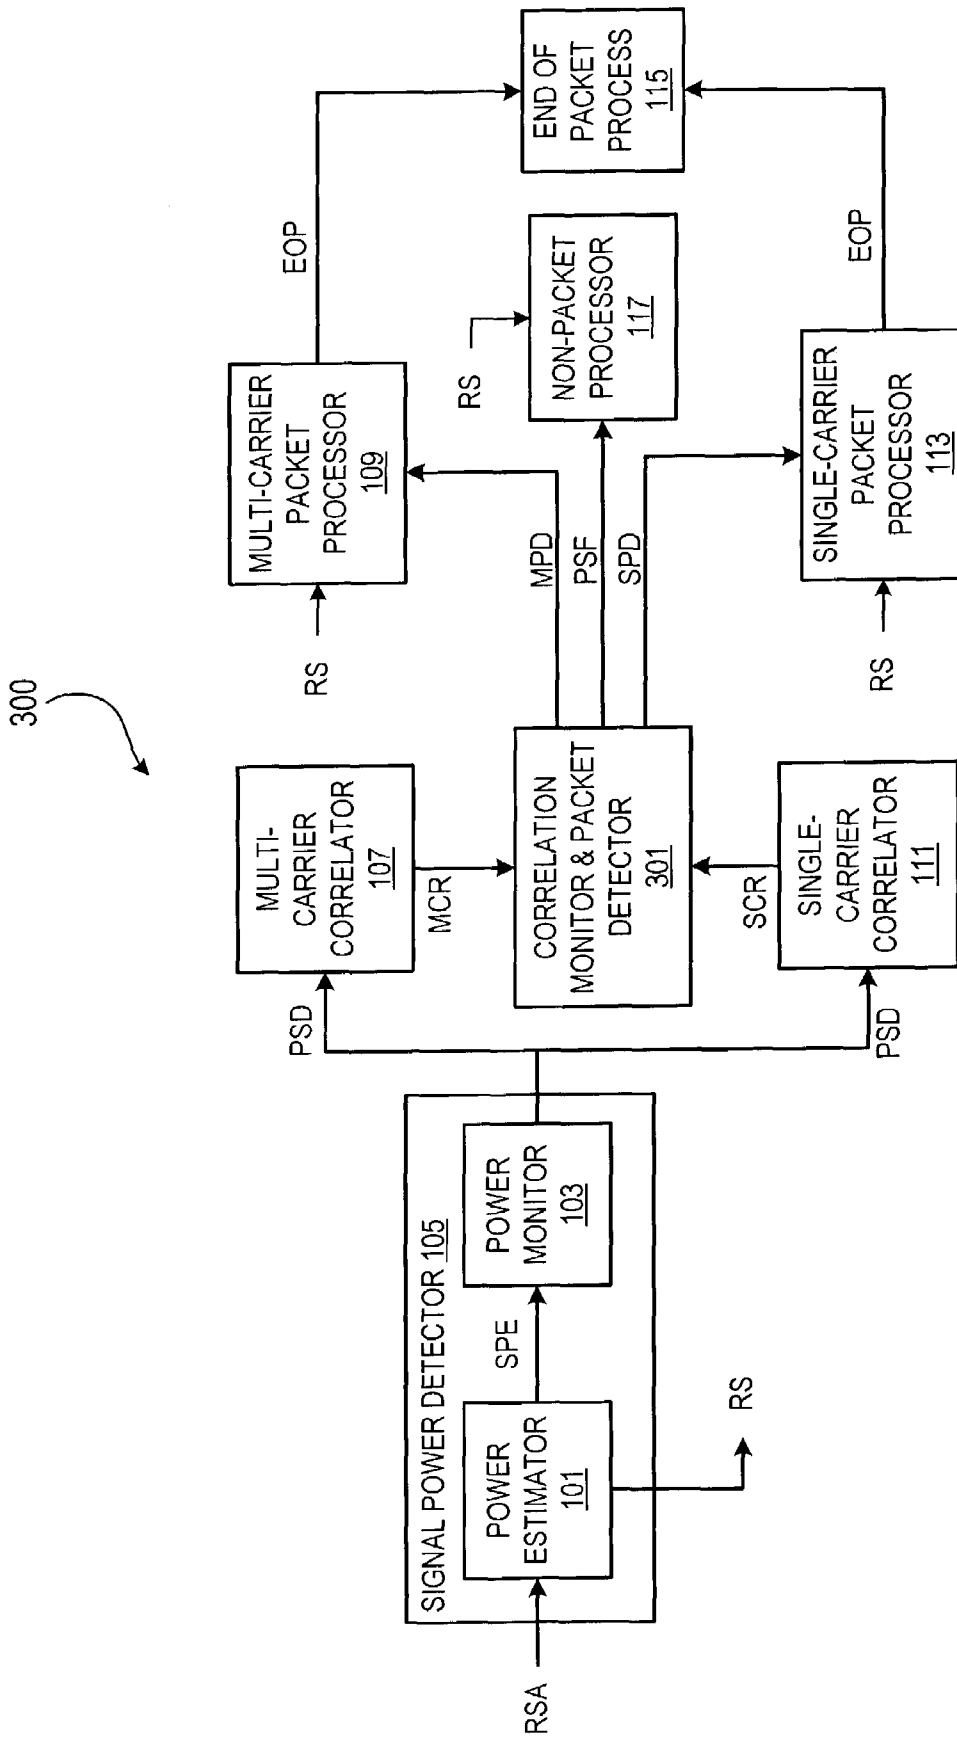 300
RSA
SIGNAL POWER DETECTOR 105
POWER
ESTIMATOR
101
RS
SPE
POWER
MONITOR
103
PSD
PSD
MULTI-
CARRIER
CORRELATOR
107
MCR
CORRELATION
MONITOR & PACKET
DETECTOR
301
SCR
SINGLE-
CARRIER
CORRELATOR
111
MPD
PSF
SPD
RS
MULTI-CARRIER
PACKET
PROCESSOR
109
RS
NON-PACKET
PROCESSOR
117
RS
SINGLE-CARRIER
PACKET
PROCESSOR
113
EOP
EOP
END OF
PACKET
PROCESS
115